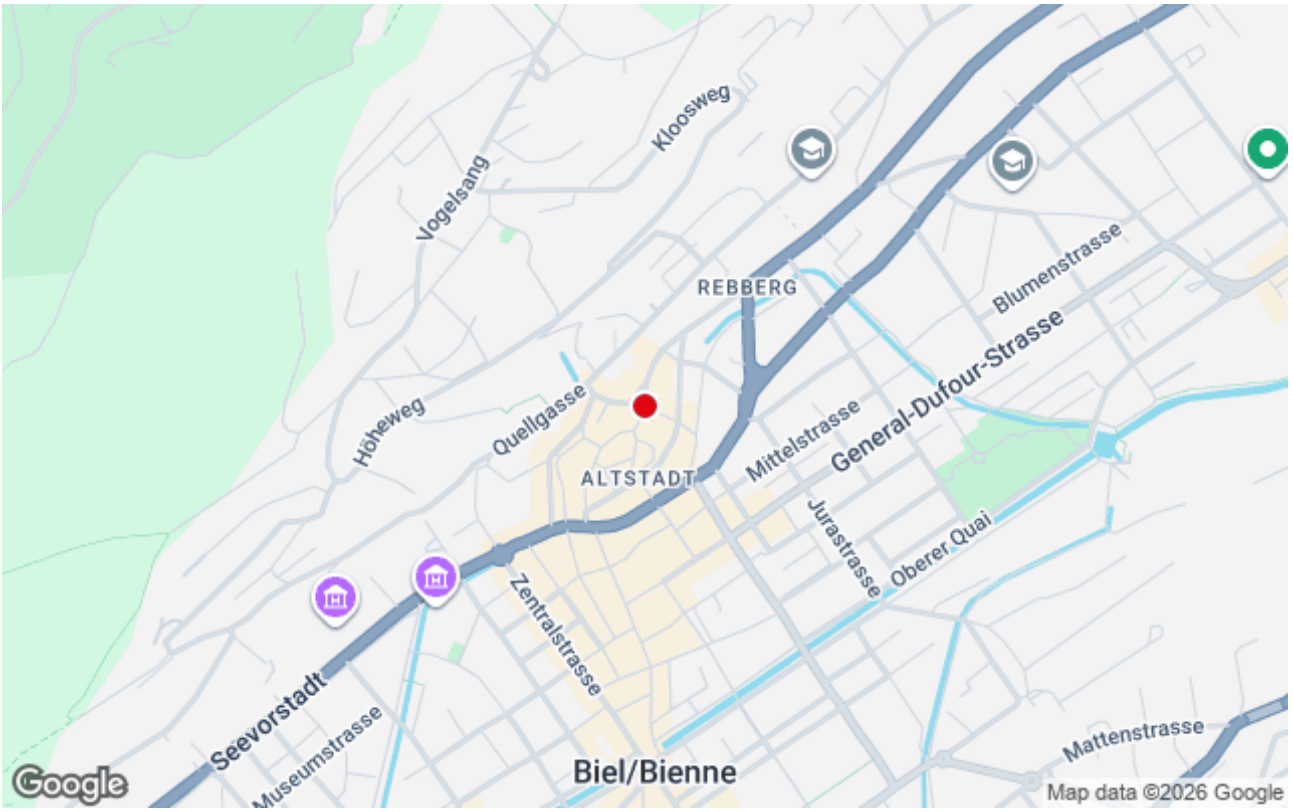 Kloosweg
Vogelsang
REBBERG
Blumenstrasse
General-Dufour-Strasse
Höheweg
Quellgasse
Mittelstrasse
ALTSTADT
Jurastrasse
Oberer Quai
Zentralstrasse
Seevorstadt
Museumstrasse
Mattenstrasse
Biel/Bienne
Google
Map data ©2026 Google